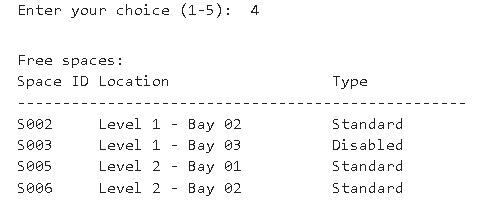 Enter your choice (1-5):  4
Free spaces:
Space ID Location                  Type
--------------------------------------------------
S002     Level 1 - Bay 02          Standard
S003     Level 1 - Bay 03          Disabled
S005     Level 2 - Bay 01          Standard
S006     Level 2 - Bay 02          Standard